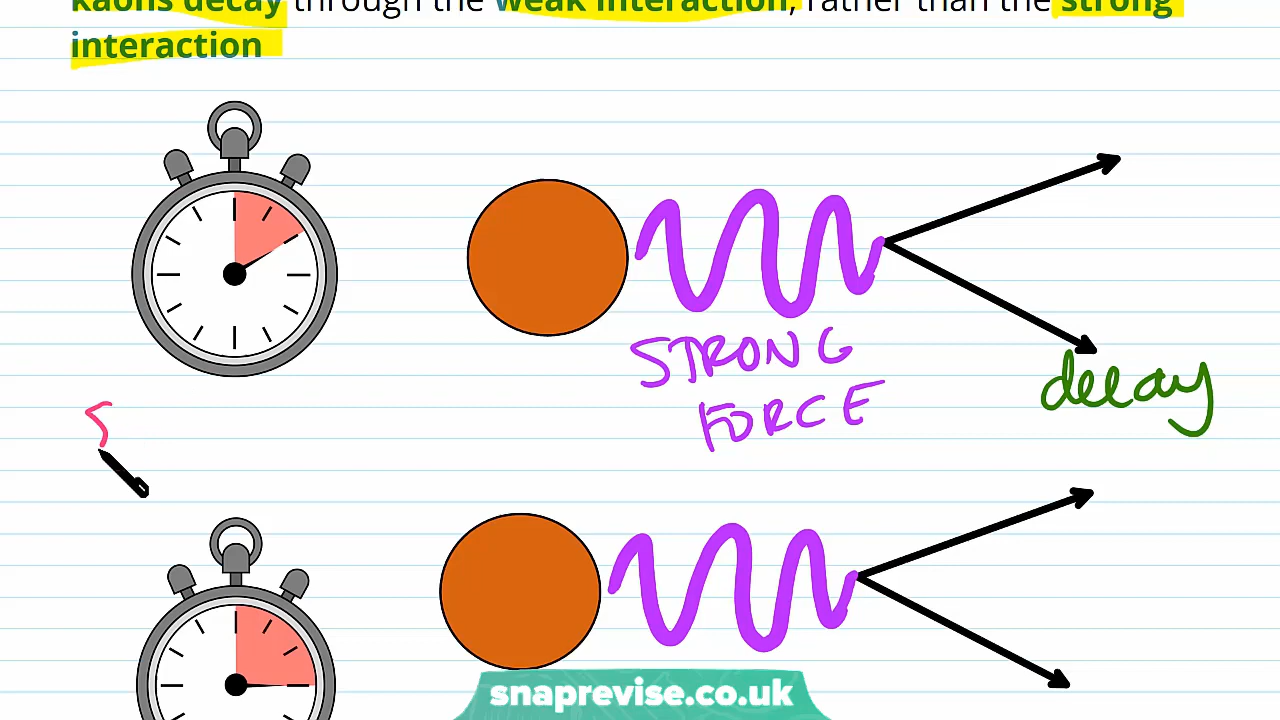 kaons decay through the weak interaction, rather than the strong
interaction
STRONG
FORCE
decay
S
snaprevise.co.uk